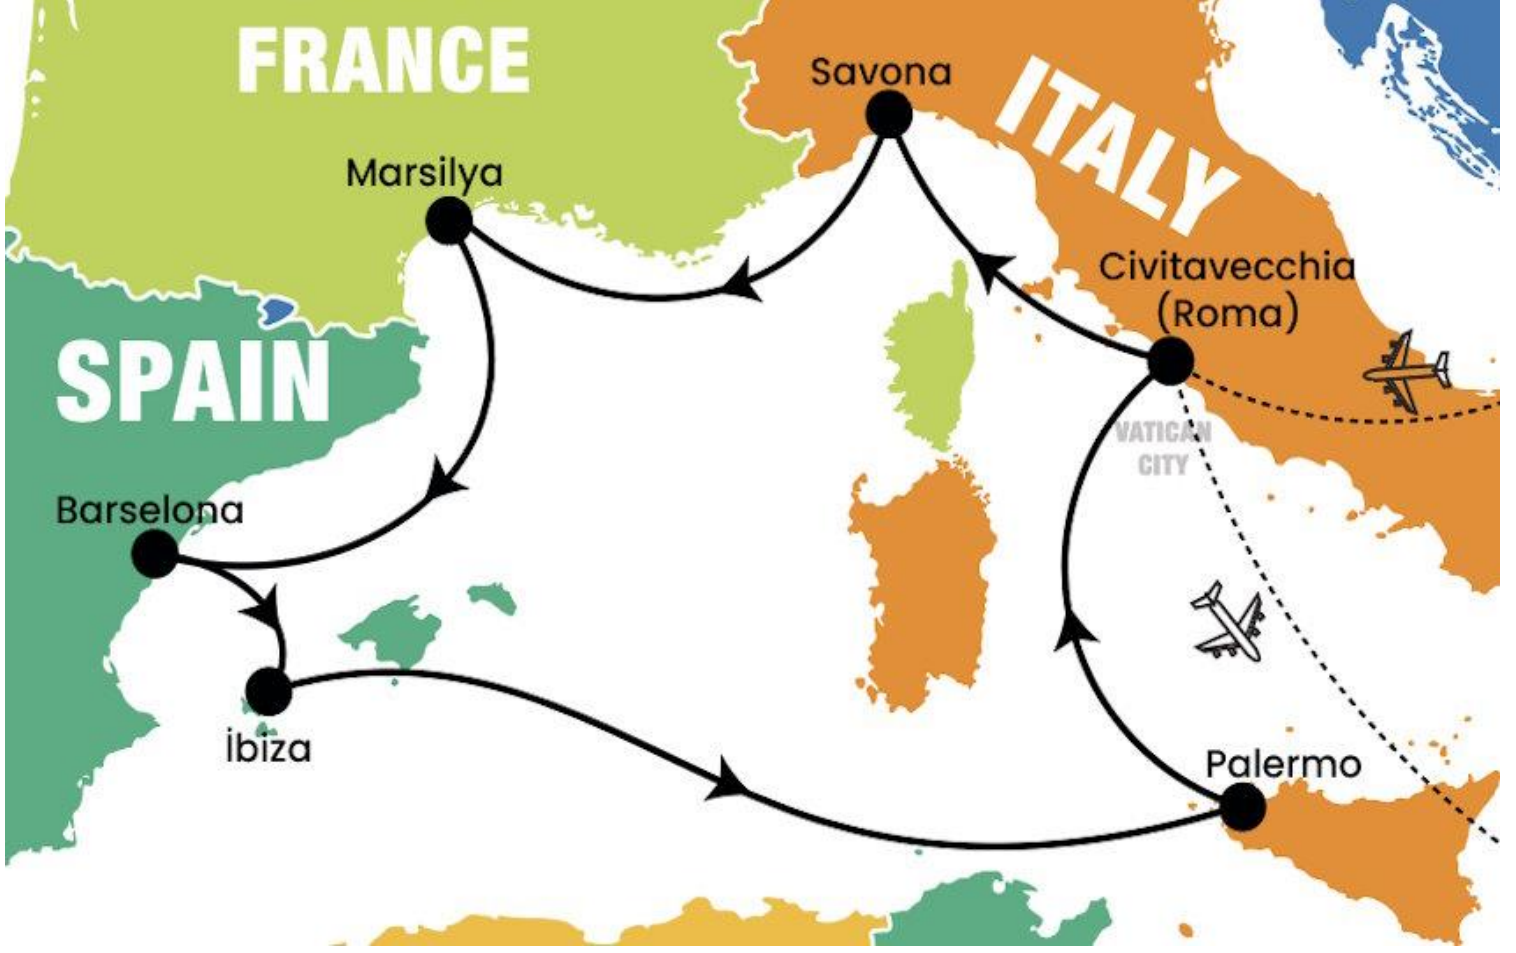 FRANCE
Savona
ITALY
Marsilya
Civitavecchia
(Roma)
SPAIN
VATICAN
CITY
Barselona
İbiza
Palermo